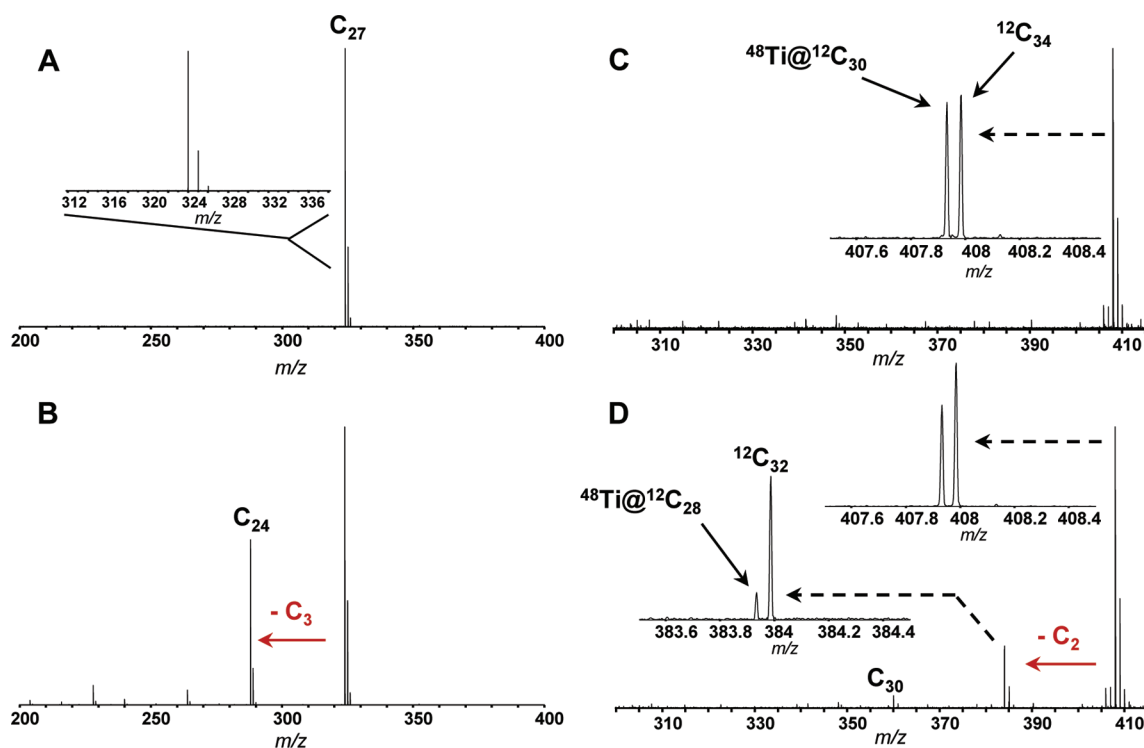 A
C₂₇
312 316 320 324 328 332 336
m/z
200 250 300 350 400
m/z
B
C₂₄
- C₃
200 250 300 350 400
m/z
C
⁴⁸Ti@¹²C₃₀
¹²C₃₄
407.6 407.8 408 408.2 408.4
m/z
310 330 350 370 390 410
m/z
D
407.6 407.8 408 408.2 408.4
m/z
¹²C₃₂
⁴⁸Ti@¹²C₂₈
383.6 383.8 384 384.2 384.4
m/z
- C₂
C₃₀
310 330 350 370 390 410
m/z